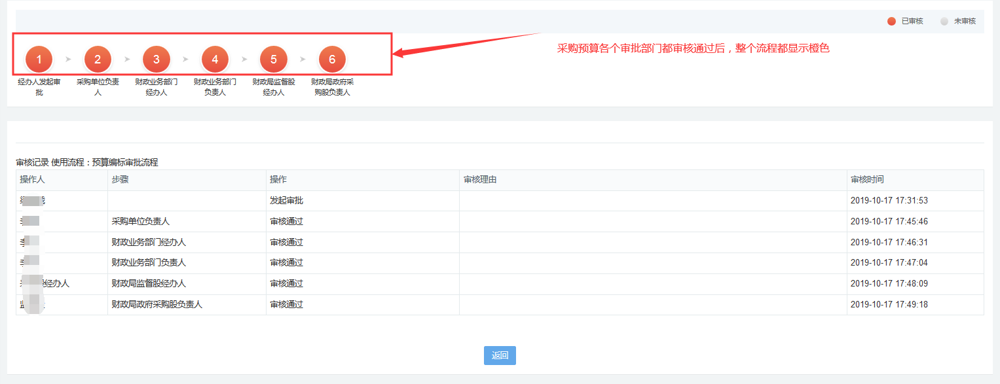 已审核 未审核
采购预算各个审批部门都审核通过后，整个流程都显示橙色
1 2 3 4 5 6
经办人发起审批
采购单位负责人
财政业务部门经办人
财政业务部门负责人
财政局监督股经办人
财政局政府采购股负责人
审核记录 使用流程：预算编标审批流程
操作人 步骤 操作 审核理由 审核时间
发起审批 2019-10-17 17:31:53
采购单位负责人 审核通过 2019-10-17 17:45:46
财政业务部门经办人 审核通过 2019-10-17 17:46:31
财政业务部门负责人 审核通过 2019-10-17 17:47:04
经办人 财政局监督股经办人 审核通过 2019-10-17 17:48:09
财政局政府采购股负责人 审核通过 2019-10-17 17:49:18
返回